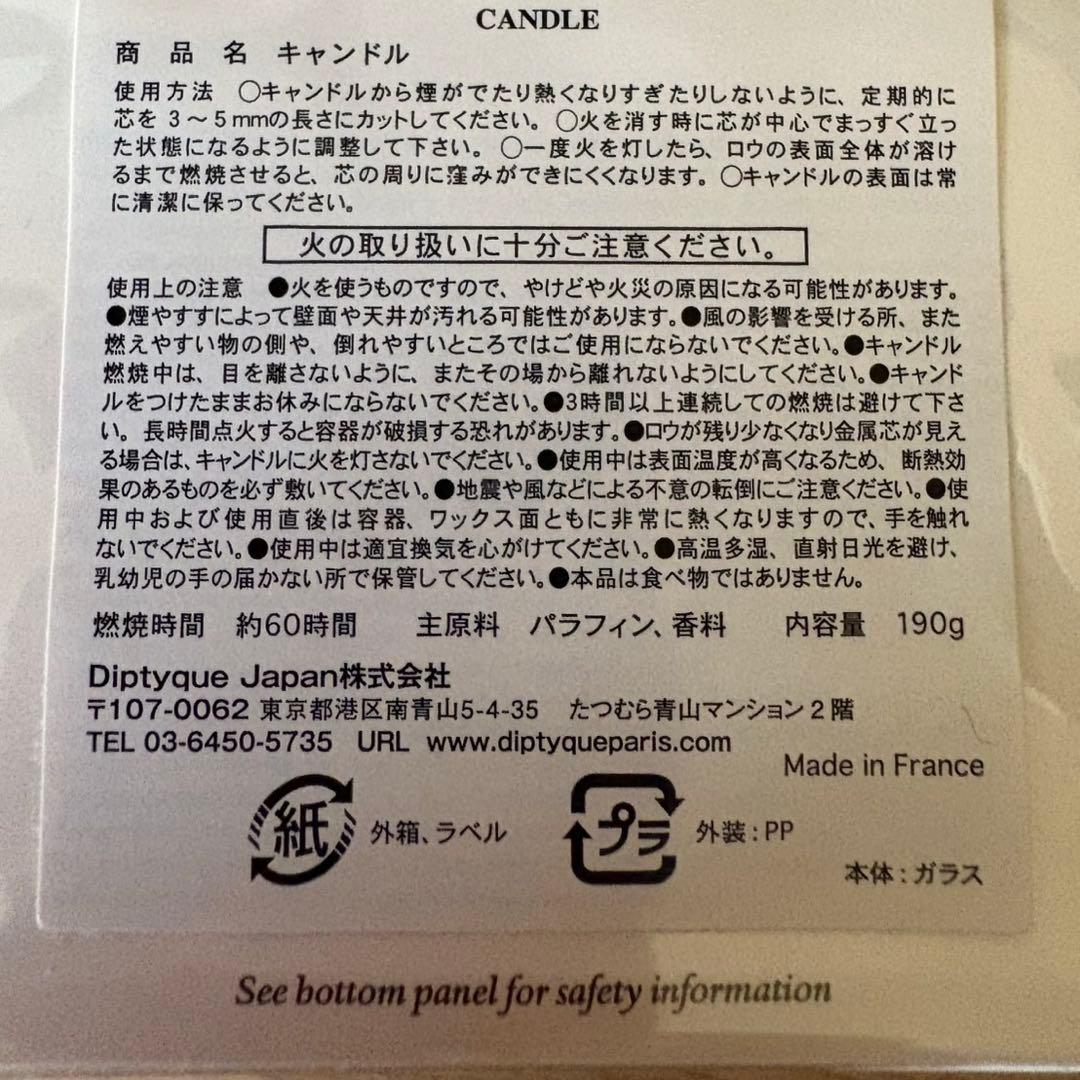 CANDLE
商品名 キャンドル
使用方法 ○キャンドルから煙がでたり熱くなりすぎたりしないように、定期的に
芯を 3～5mmの長さにカットしてください。○火を消す時に芯が中心でまっすぐ立っ
た状態になるように調整して下さい。○一度火を灯したら、ロウの表面全体が溶け
るまで燃焼させると、芯の周りに窪みができにくくなります。○キャンドルの表面は常
に清潔に保ってください。
火の取り扱いに十分ご注意ください。
使用上の注意 ●火を使うものですので、やけどや火災の原因になる可能性があります。
●煙やすすによって壁面や天井が汚れる可能性があります。●風の影響を受ける所、また
燃えやすい物の側や、倒れやすいところではご使用にならないでください。●キャンドル
燃焼中は、目を離さないように、またその場から離れないようにしてください。●キャンド
ルをつけたままお休みにならないでください。●3時間以上連続しての燃焼は避けて下さ
い。長時間点火すると容器が破損する恐れがあります。●ロウが残り少なくなり金属芯が見え
る場合は、キャンドルに火を灯さないでください。●使用中は表面温度が高くなるため、断熱効
果のあるものを必ず敷いてください。●地震や風などによる不意の転倒にご注意ください。●使
用中および使用直後は容器、ワックス面ともに非常に熱くなりますので、手を触れ
ないでください。●使用中は適宜換気を心がけてください。●高温多湿、直射日光を避け、
乳幼児の手の届かない所で保管してください。●本品は食べ物ではありません。
燃焼時間 約60時間 主原料 パラフィン、香料 内容量 190g
Diptyque Japan株式会社
〒107-0062 東京都港区南青山5-4-35 たつむら青山マンション2階
TEL 03-6450-5735 URL www.diptyqueparis.com
Made in France
紙 外箱、ラベル プラ 外装:PP
本体:ガラス
See bottom panel for safety information